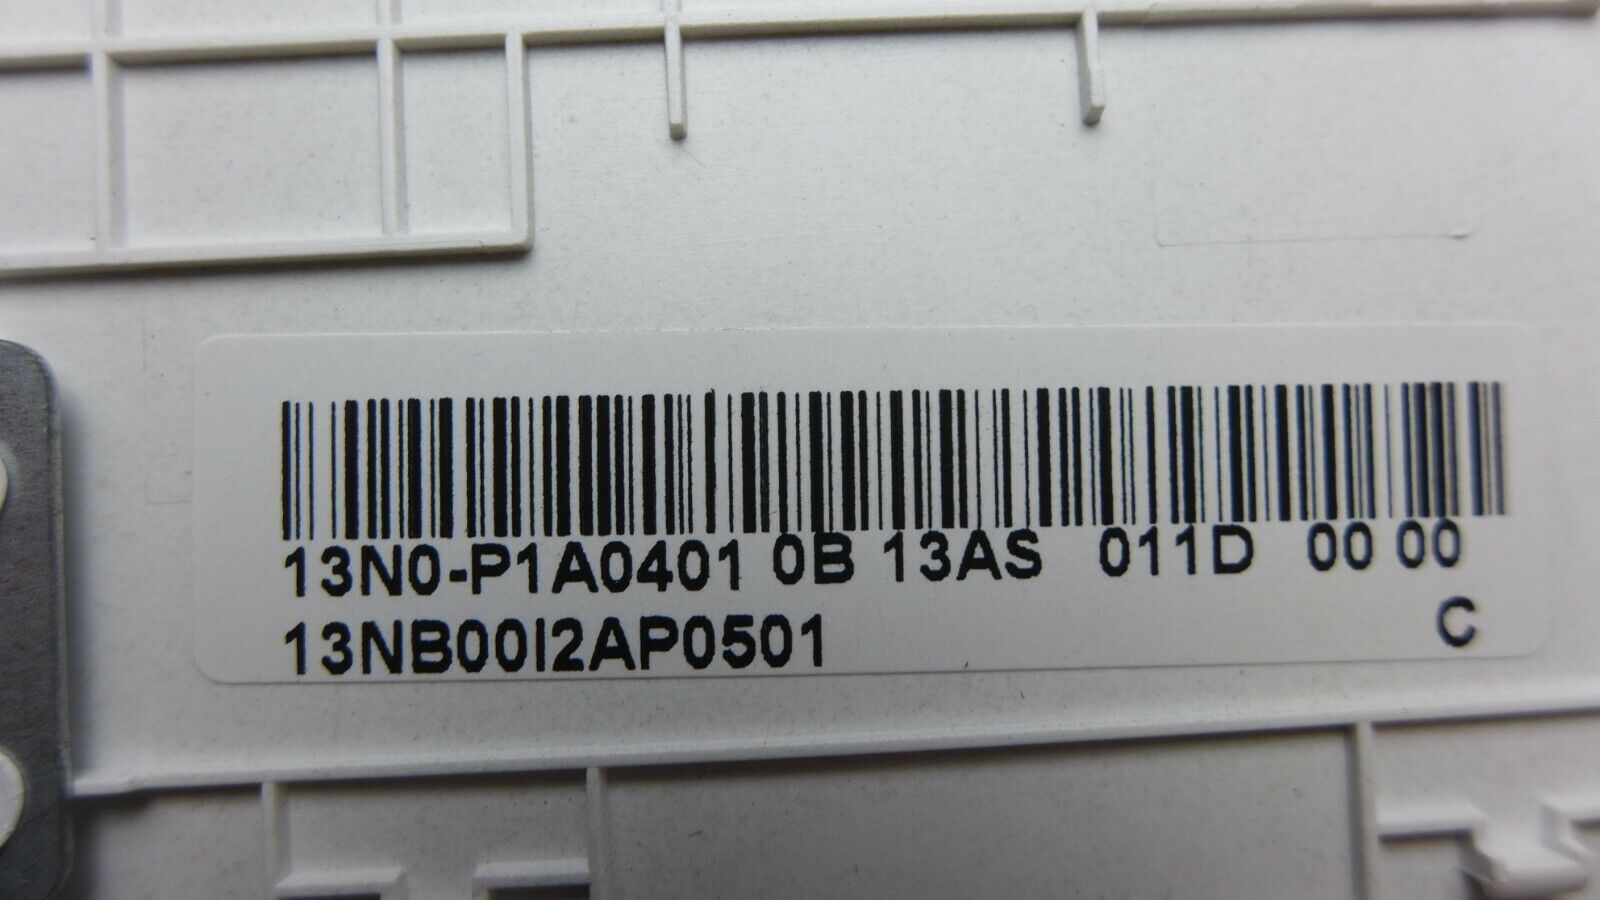 13N0-P1A0401 0B 13AS 011D 00 00
13NB00I2AP0501 C